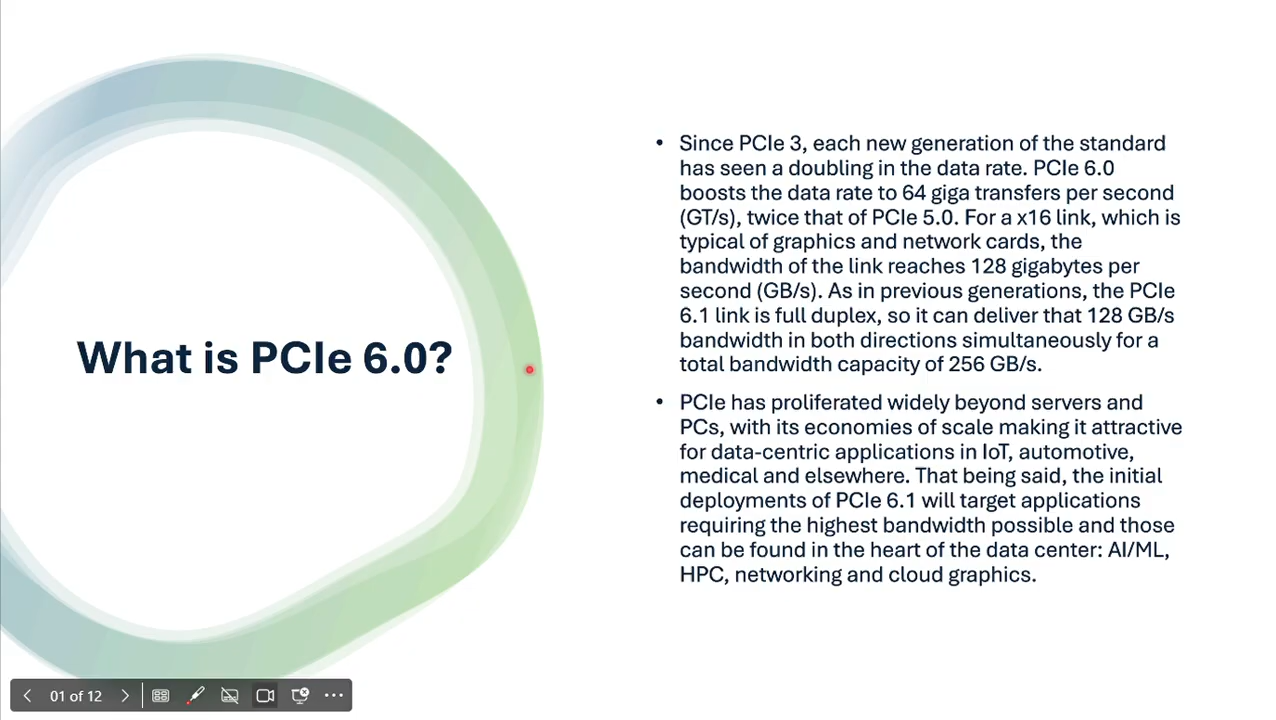 What is PCIe 6.0?
• Since PCIe 3, each new generation of the standard
has seen a doubling in the data rate. PCIe 6.0
boosts the data rate to 64 giga transfers per second
(GT/s), twice that of PCIe 5.0. For a x16 link, which is
typical of graphics and network cards, the
bandwidth of the link reaches 128 gigabytes per
second (GB/s). As in previous generations, the PCIe
6.1 link is full duplex, so it can deliver that 128 GB/s
bandwidth in both directions simultaneously for a
total bandwidth capacity of 256 GB/s.
• PCIe has proliferated widely beyond servers and
PCs, with its economies of scale making it attractive
for data-centric applications in IoT, automotive,
medical and elsewhere. That being said, the initial
deployments of PCIe 6.1 will target applications
requiring the highest bandwidth possible and those
can be found in the heart of the data center: AI/ML,
HPC, networking and cloud graphics.
01 of 12